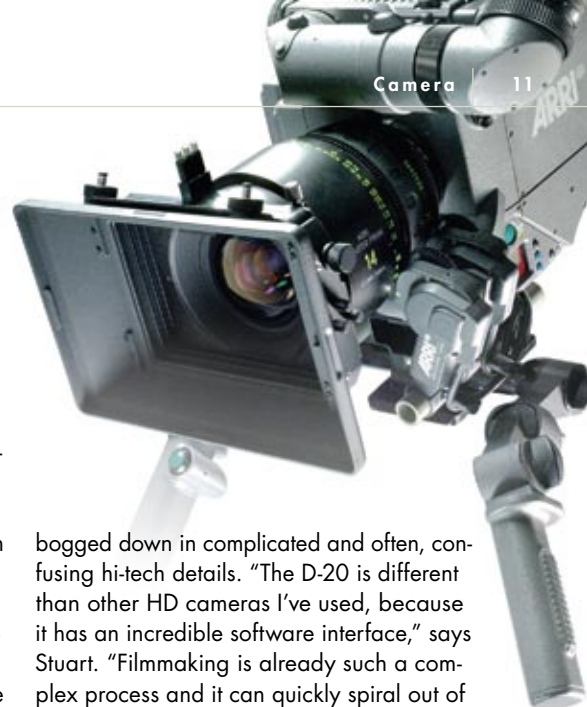 Camera 11
ARRI
14
ARRI
bogged down in complicated and often, con-
fusing hi-tech details. “The D-20 is different
than other HD cameras I've used, because
it has an incredible software interface,” says
Stuart. “Filmmaking is already such a com-
plex process and it can quickly spiral out of